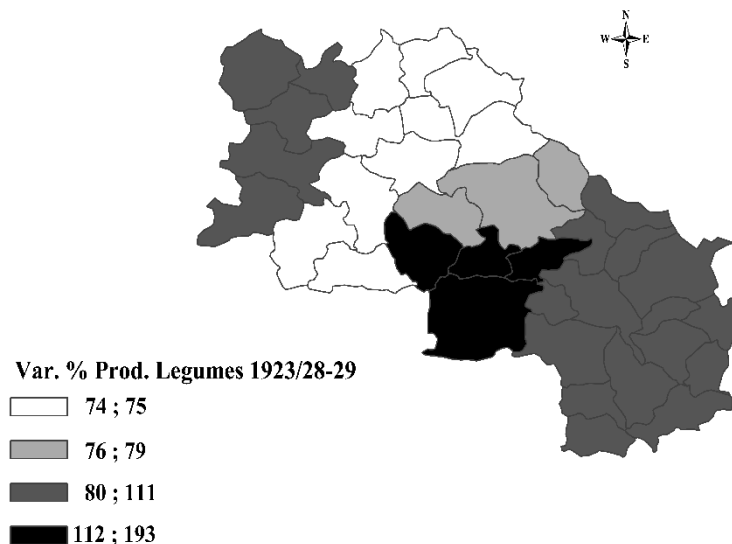 N
W E
S
Var. % Prod. Legumes 1923/28-29
74 ; 75
76 ; 79
80 ; 111
112 ; 193